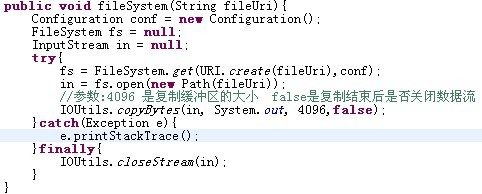 public void fileSystem(String fileUri){
Configuration conf = new Configuration();
FileSystem fs = null;
InputStream in = null;
try{
fs = FileSystem.get(URI.create(fileUri),conf);
in = fs.open(new Path(fileUri));
//参数:4096 是复制缓冲区的大小  false是复制结束后是否关闭数据流
IOUtils.copyBytes(in, System.out, 4096,false);
}catch(Exception e){
e.printStackTrace();
}finally{
IOUtils.closeStream(in);
}
}